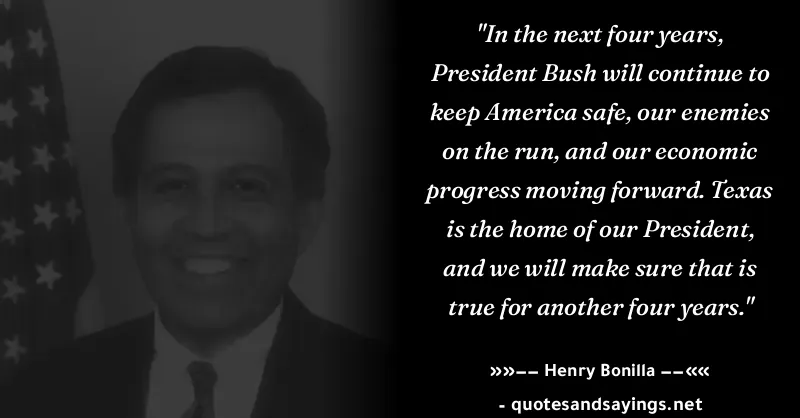 "In the next four years,
President Bush will continue to
keep America safe, our enemies
on the run, and our economic
progress moving forward. Texas
is the home of our President,
and we will make sure that is
true for another four years."
»»–– Henry Bonilla ––««
- quotesandsayings.net